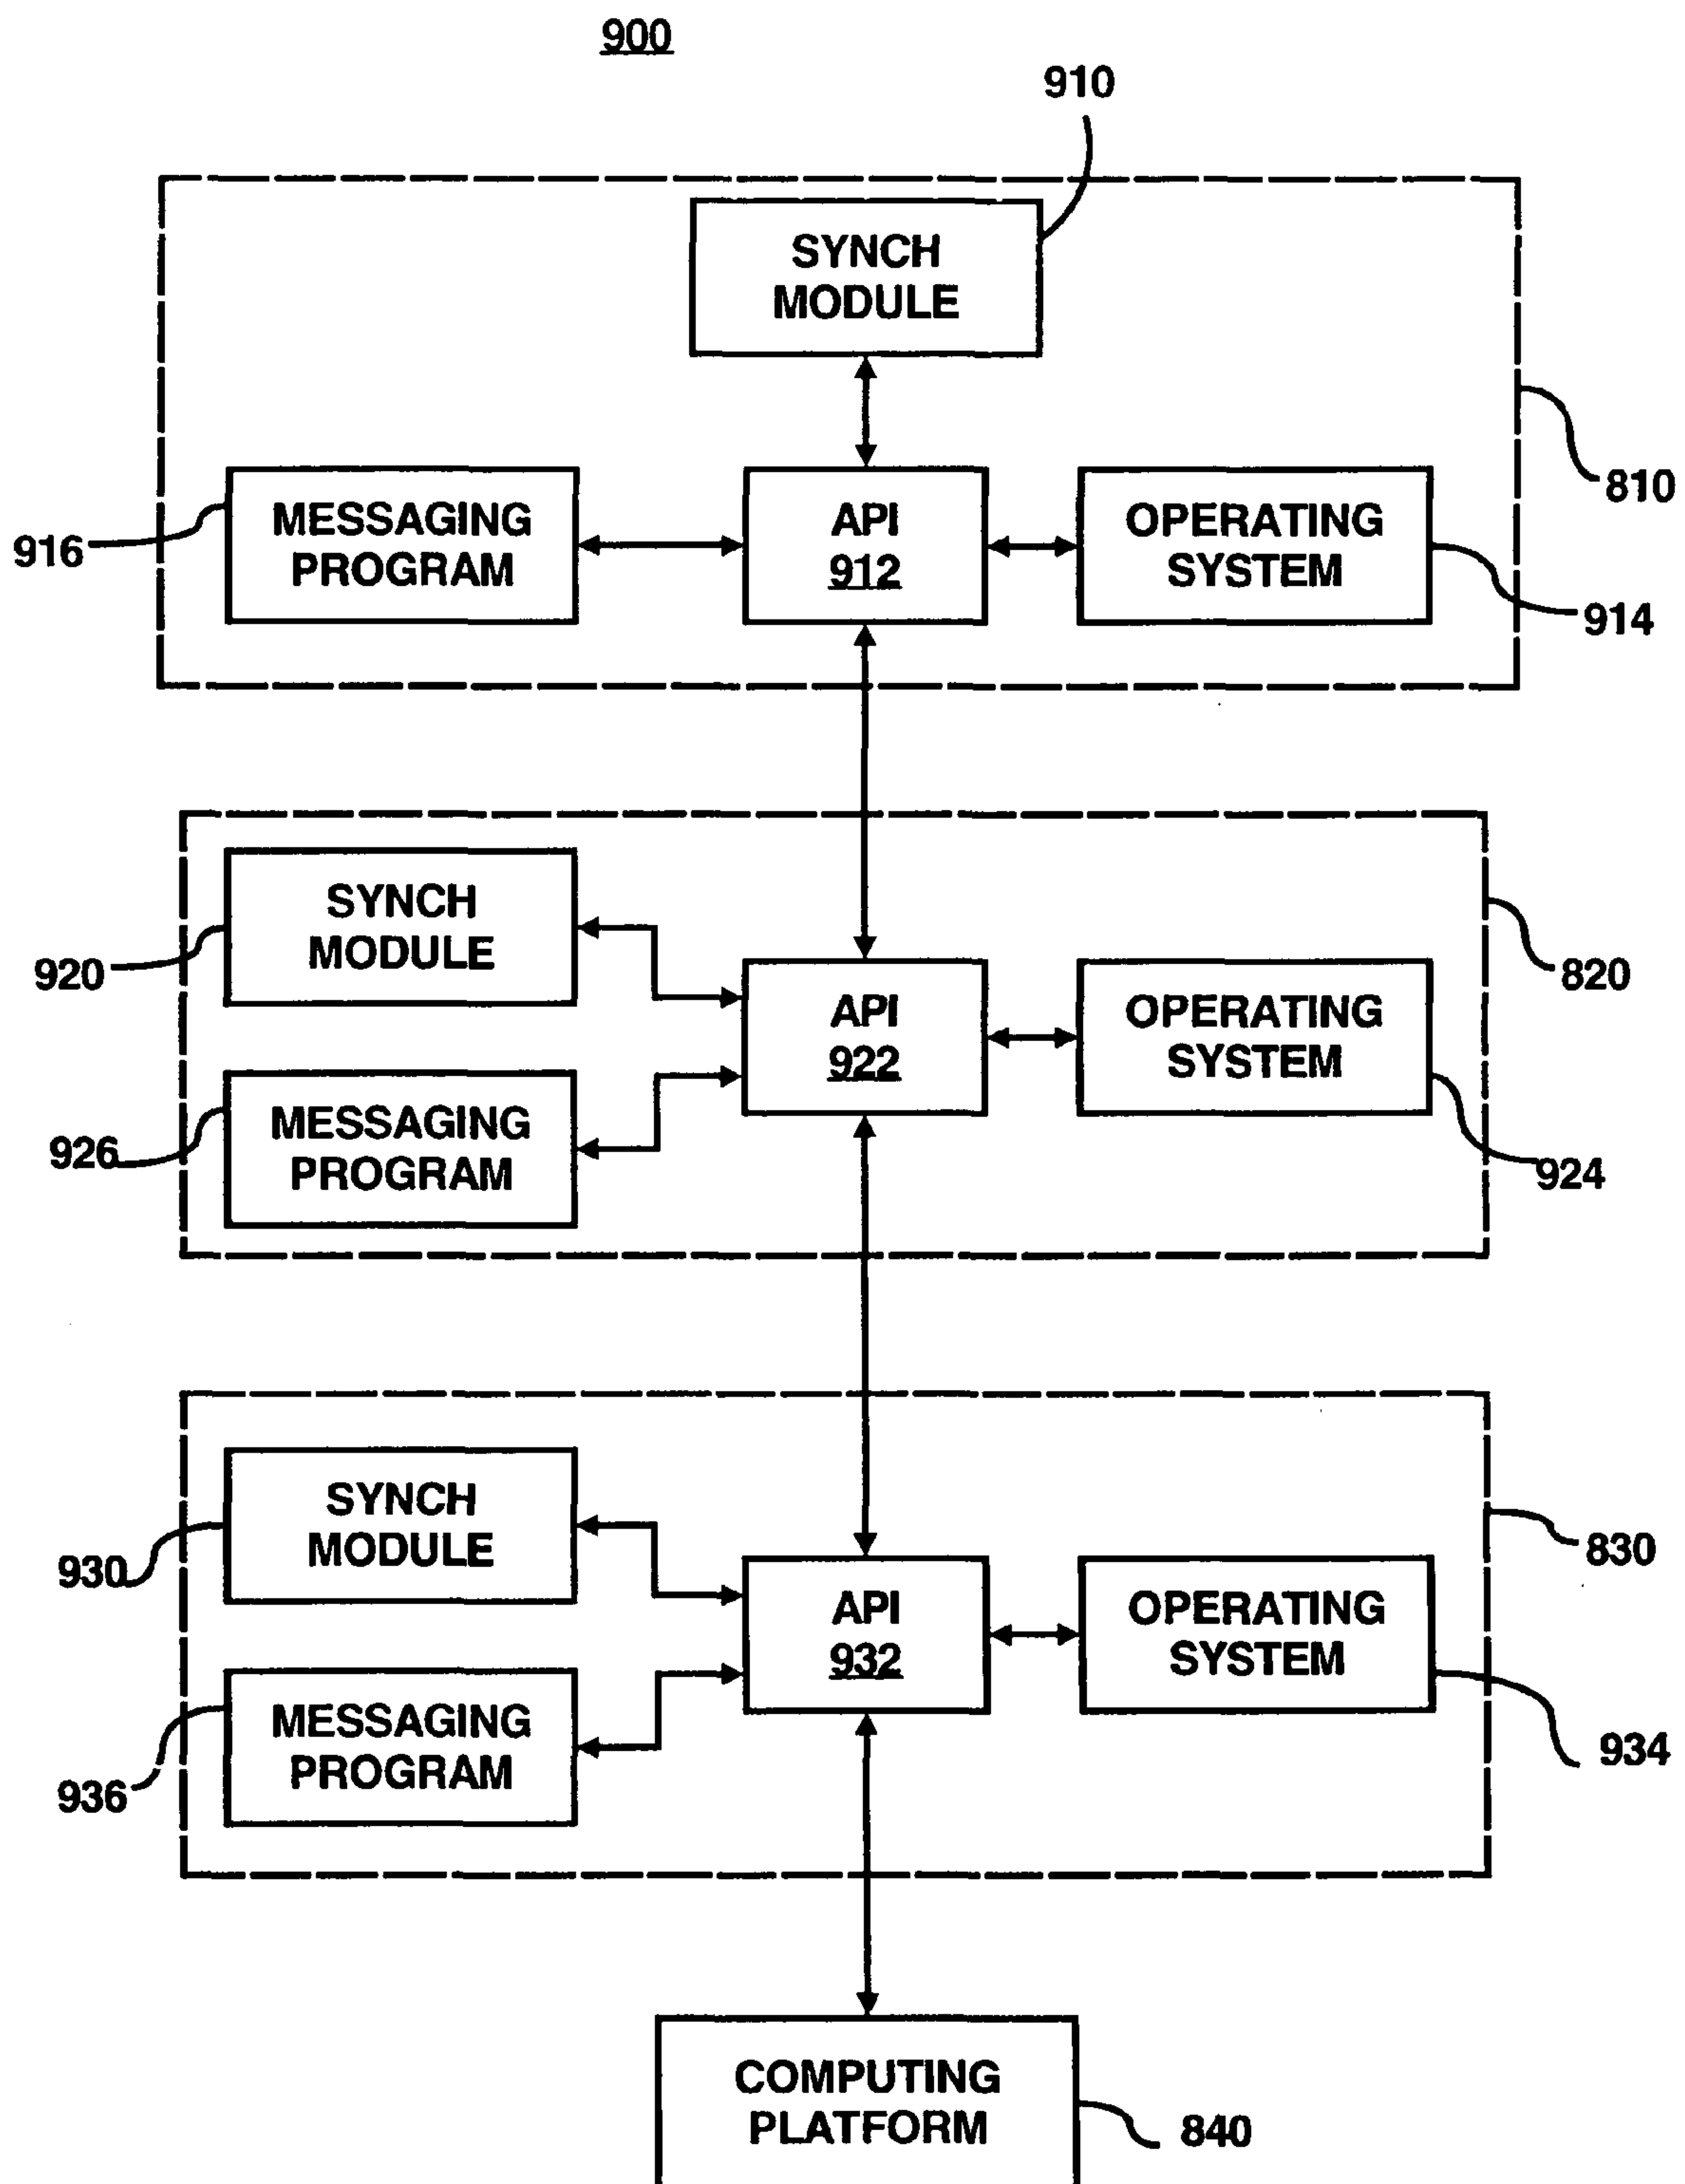 900
910
SYNCH
MODULE
810
MESSAGING
PROGRAM
916
API
912
OPERATING
SYSTEM
914
SYNCH
MODULE
920
820
API
922
OPERATING
SYSTEM
924
MESSAGING
PROGRAM
926
SYNCH
MODULE
930
830
API
932
OPERATING
SYSTEM
934
MESSAGING
PROGRAM
936
COMPUTING
PLATFORM
840